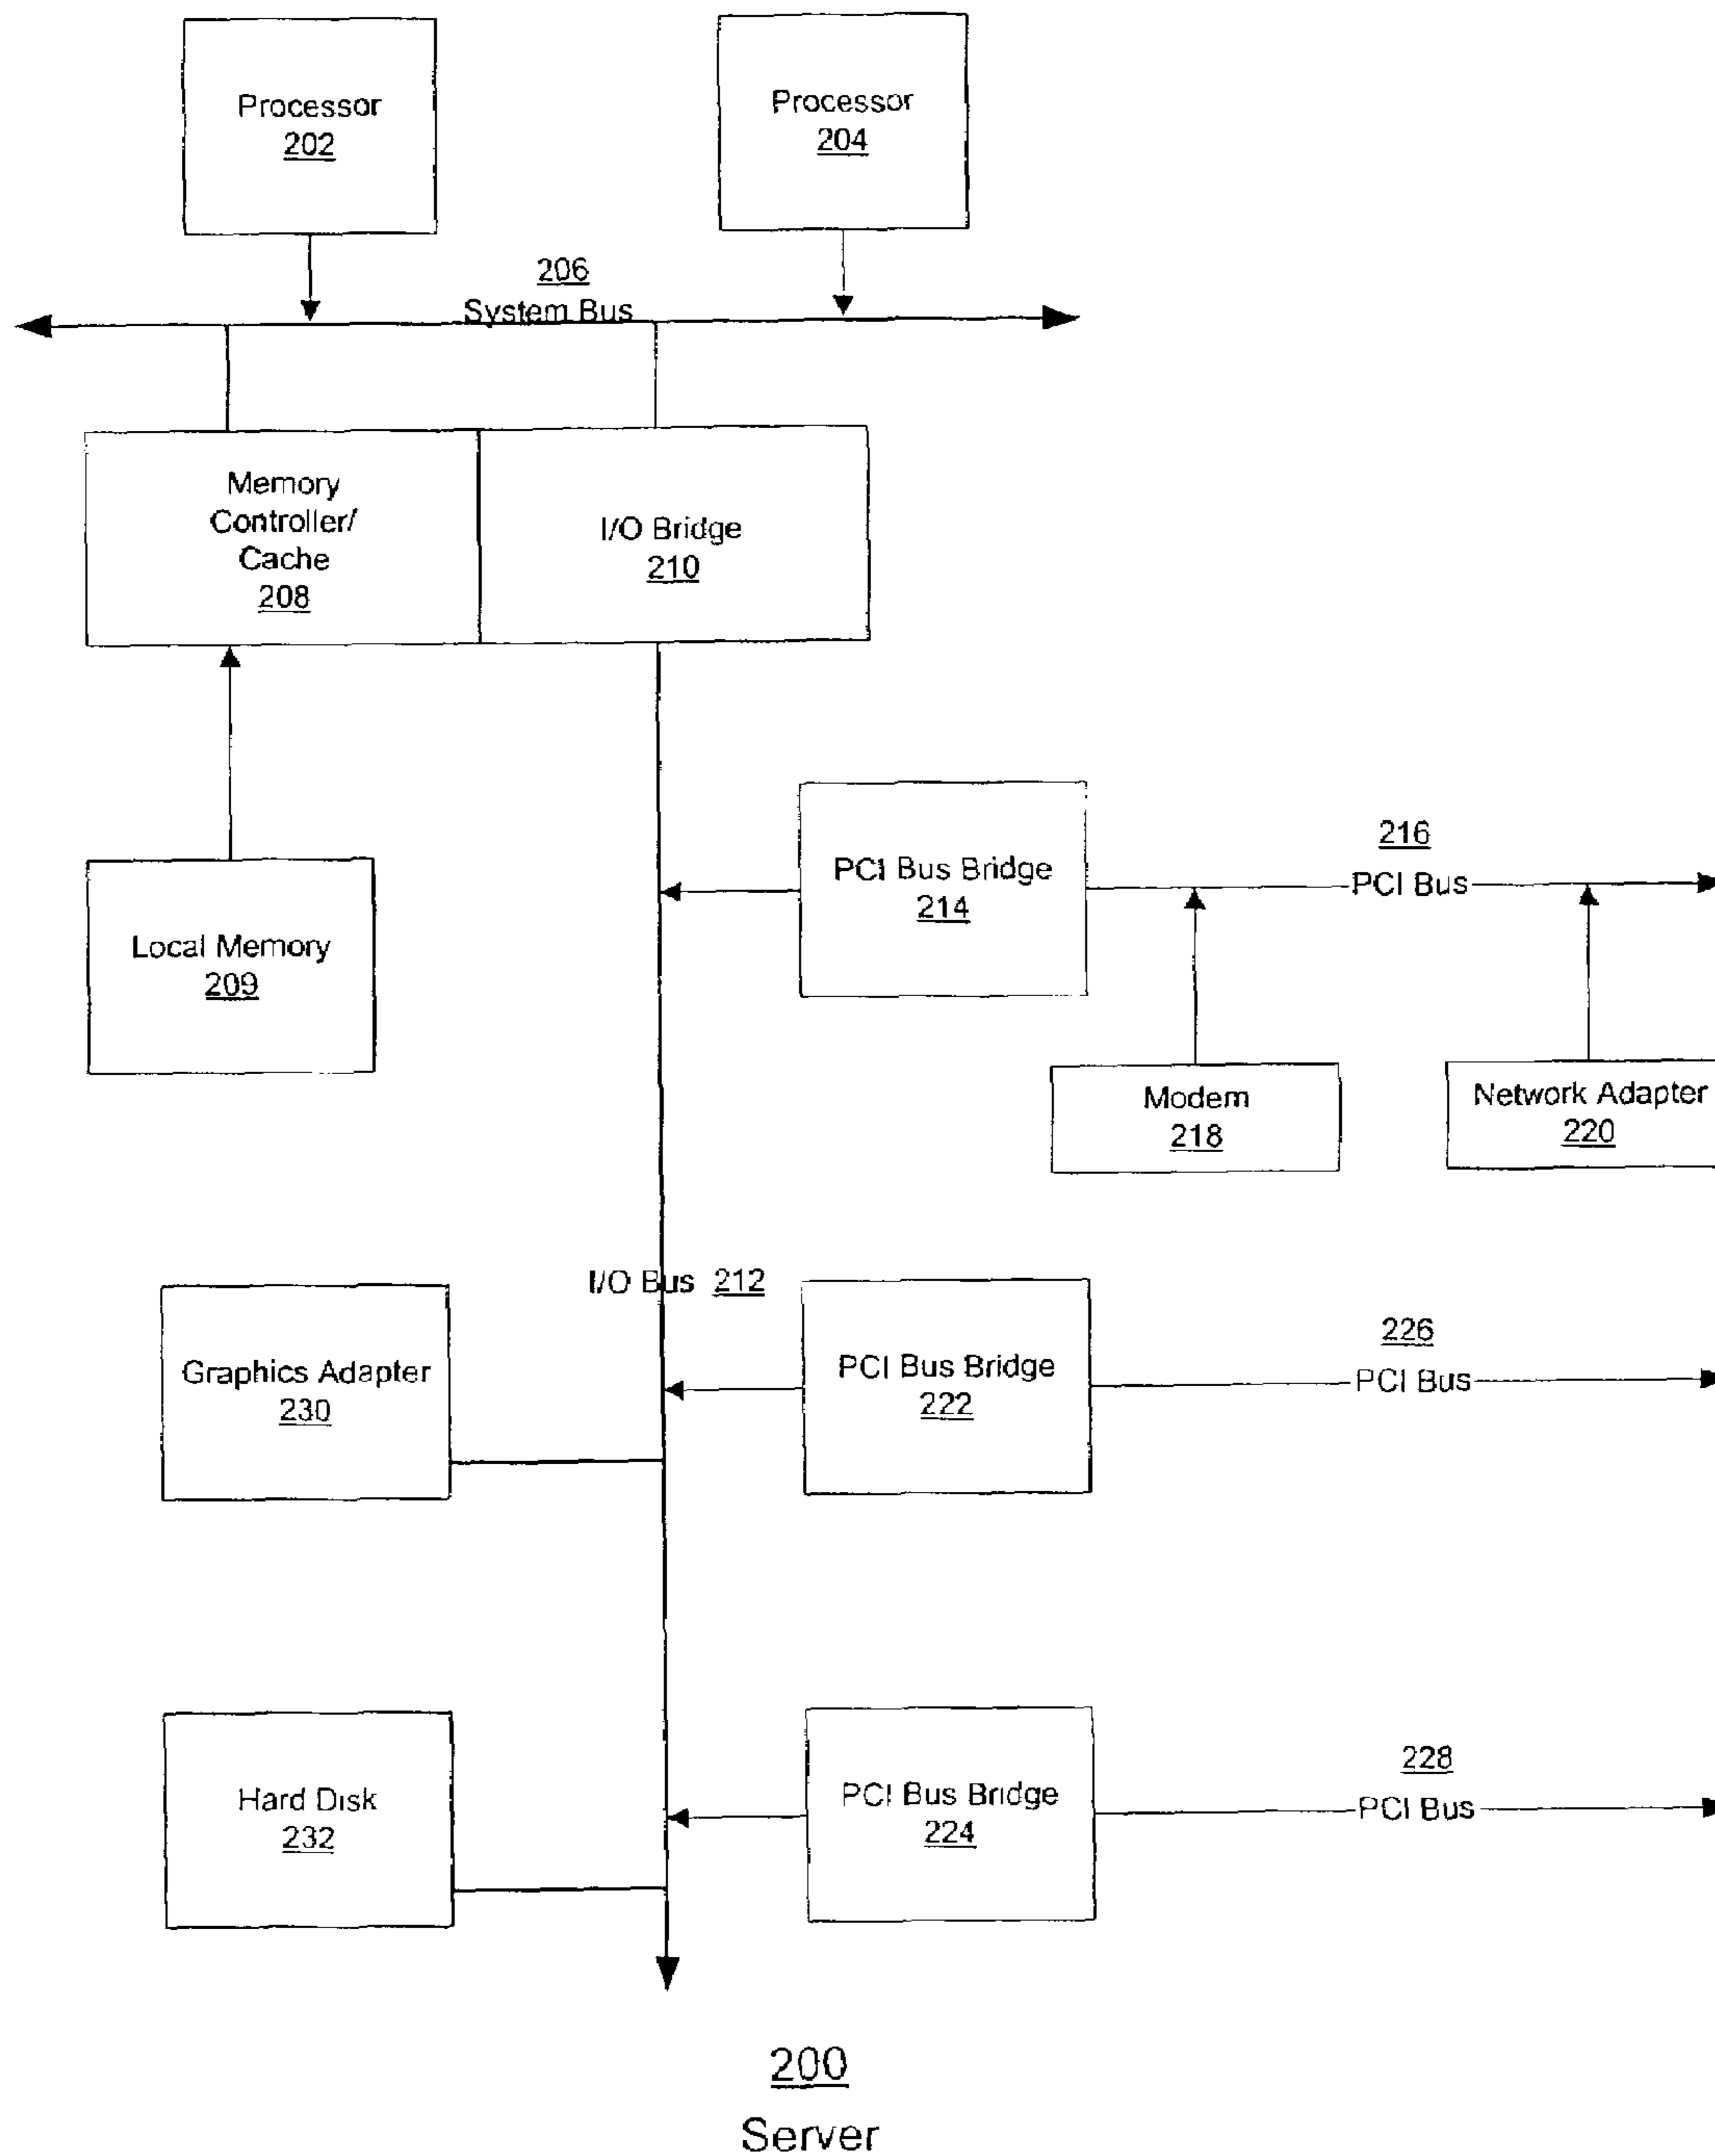 Processor
202
Processor
204
206
System Bus
Memory
Controller/
Cache
208
I/O Bridge
210
PCI Bus Bridge
214
216
PCI Bus
Local Memory
209
Modem
218
Network Adapter
220
I/O Bus 212
Graphics Adapter
230
PCI Bus Bridge
222
226
PCI Bus
Hard Disk
232
PCI Bus Bridge
224
228
PCI Bus
200
Server